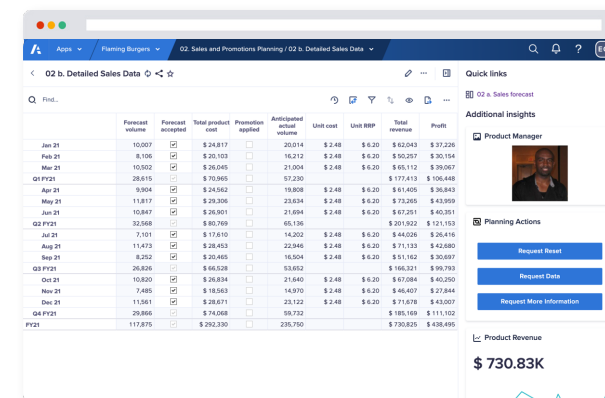 Apps Flaming Burgers 02. Sales and Promotions Planning / 02 b. Detailed Sales Data ?
02 b. Detailed Sales Data
Find...
Forecast volume Forecast accepted Total product cost Promotion applied Anticipated actual volume Unit cost Unit RRP Total revenue Profit
Jan 21 10,007 $ 24,817 20,014 $ 2.48 $ 6.20 $ 62,043 $ 37,226
Feb 21 8,106 $ 20,103 16,212 $ 2.48 $ 6.20 $ 50,257 $ 30,154
Mar 21 10,502 $ 26,045 21,004 $ 2.48 $ 6.20 $ 65,112 $ 39,067
Q1 FY21 28,615 $ 70,965 57,230 $ 177,413 $ 106,448
Apr 21 9,904 $ 24,562 19,808 $ 2.48 $ 6.20 $ 61,405 $ 36,843
May 21 11,817 $ 29,306 23,634 $ 2.48 $ 6.20 $ 73,265 $ 43,959
Jun 21 10,847 $ 26,901 21,694 $ 2.48 $ 6.20 $ 67,251 $ 40,351
Q2 FY21 32,568 $ 80,769 65,136 $ 201,922 $ 121,153
Jul 21 7,101 $ 17,610 14,202 $ 2.48 $ 6.20 $ 44,026 $ 26,416
Aug 21 11,473 $ 28,453 22,946 $ 2.48 $ 6.20 $ 71,133 $ 42,680
Sep 21 8,252 $ 20,465 16,504 $ 2.48 $ 6.20 $ 51,162 $ 30,697
Q3 FY21 26,826 $ 66,528 53,652 $ 166,321 $ 99,793
Oct 21 10,820 $ 26,834 21,640 $ 2.48 $ 6.20 $ 67,084 $ 40,250
Nov 21 7,485 $ 18,563 14,970 $ 2.48 $ 6.20 $ 46,407 $ 27,844
Dec 21 11,561 $ 28,671 23,122 $ 2.48 $ 6.20 $ 71,678 $ 43,007
Q4 FY21 29,866 $ 74,068 59,732 $ 185,169 $ 111,102
FY21 117,875 $ 292,330 235,750 $ 730,825 $ 438,495
Quick links
02 a. Sales forecast
Additional insights
Product Manager
Planning Actions
Request Reset
Request Data
Request More Information
Product Revenue
$ 730.83K